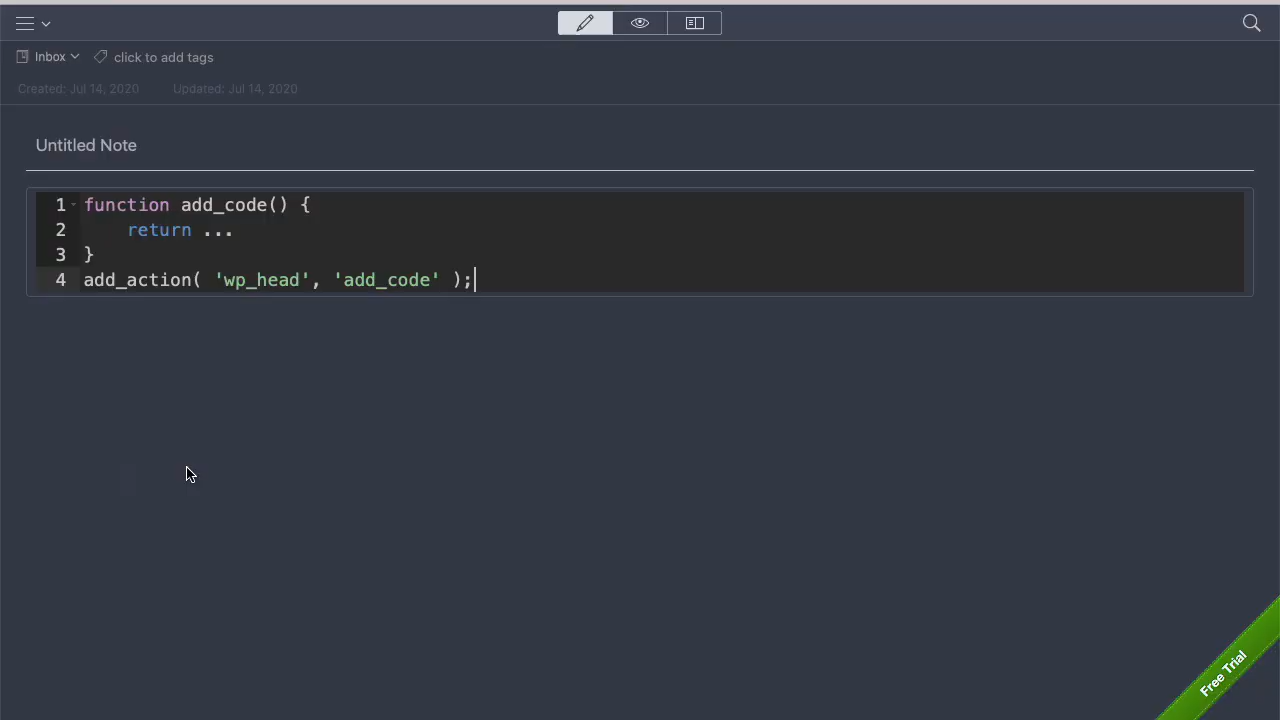 Inbox click to add tags
Created: Jul 14, 2020 Updated: Jul 14, 2020
Untitled Note
1 function add_code() {
2     return ...
3 }
4 add_action( 'wp_head', 'add_code' );
Free Trial